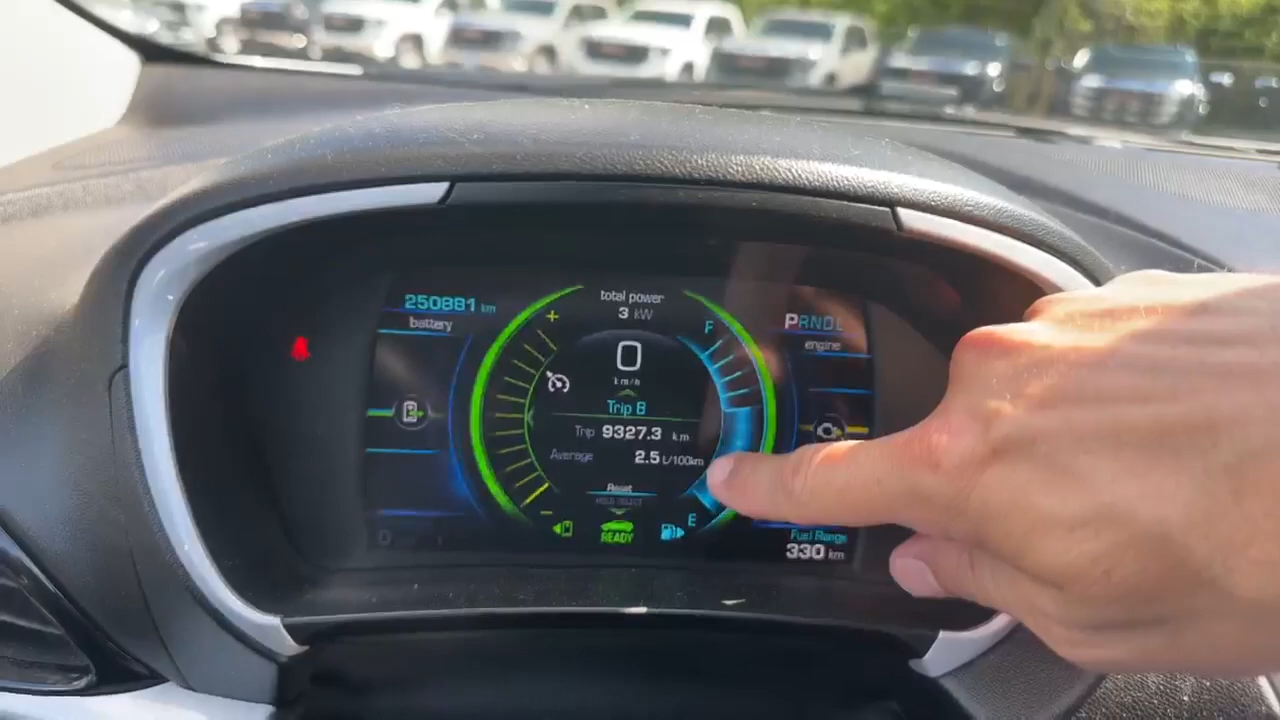 250881 km
battery
total power
3 kW
PRNDL
engine
+
F
0
km/h
Trip B
Trip 9327.3 km
Average 2.5 L/100km
Reset
HOLD SELECT
-
E
READY
Fuel Range
330 km
0